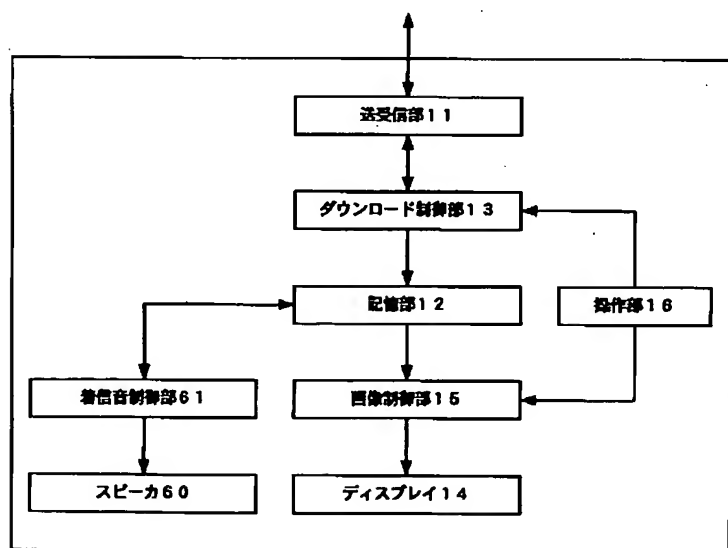 送受信部11
ダウンロード制御部13
記憶部12
操作部16
着信音制御部61
画像制御部15
スピーカ60
ディスプレイ14